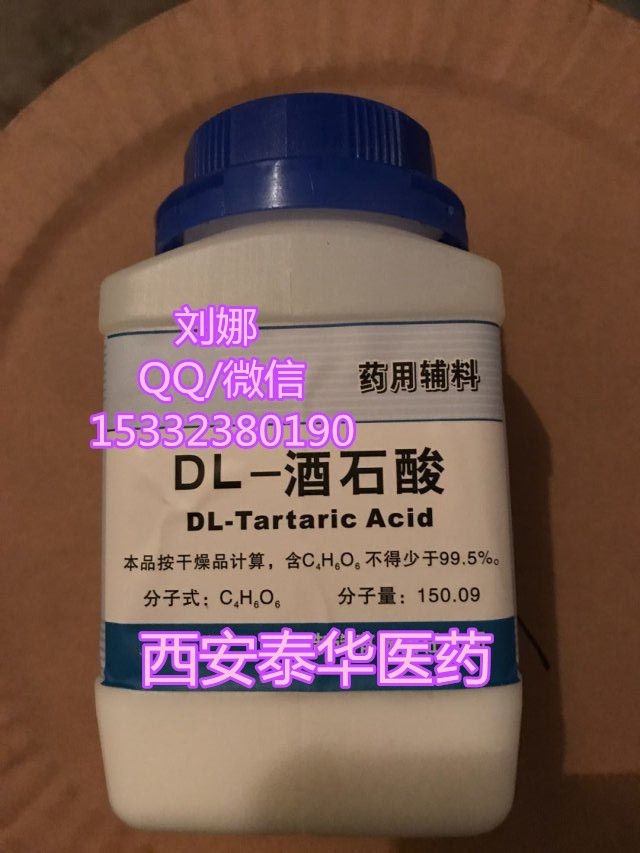 刘娜
QQ/微信
药用辅料
15332380190
DL-酒石酸
DL-Tartaric Acid
本品按干燥品计算，含C₄H₆O₆不得少于99.5%。
分子式：C₄H₆O₆ 分子量：150.09
西安泰华医药